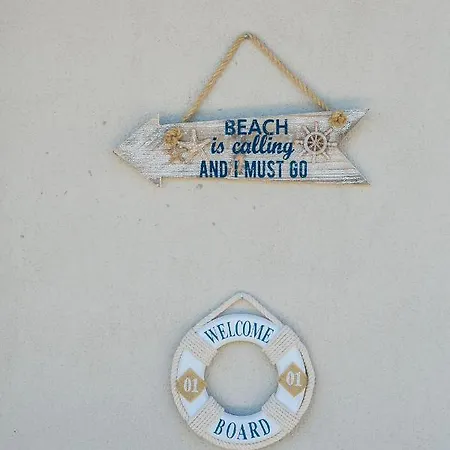 BEACH
is calling
AND I MUST GO
WELCOME
01
01
BOARD